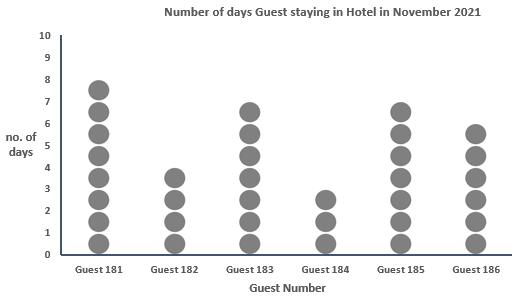 Number of days Guest staying in Hotel in November 2021
10
9
8
7
6
5
4
3
2
1
0
no. of
days
Guest 181 Guest 182 Guest 183 Guest 184 Guest 185 Guest 186
Guest Number